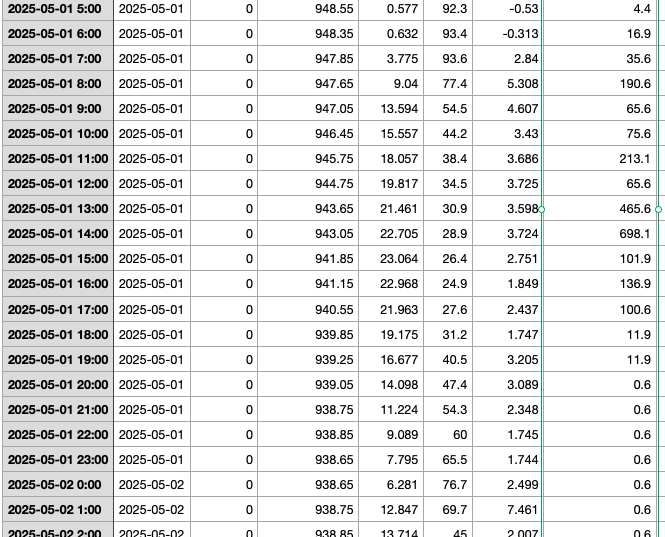 2025-05-01 5:00 2025-05-01 0 948.55 0.577 92.3 -0.53 4.4
2025-05-01 6:00 2025-05-01 0 948.35 0.632 93.4 -0.313 16.9
2025-05-01 7:00 2025-05-01 0 947.85 3.775 93.6 2.84 35.6
2025-05-01 8:00 2025-05-01 0 947.65 9.04 77.4 5.308 190.6
2025-05-01 9:00 2025-05-01 0 947.05 13.594 54.5 4.607 65.6
2025-05-01 10:00 2025-05-01 0 946.45 15.557 44.2 3.43 75.6
2025-05-01 11:00 2025-05-01 0 945.75 18.057 38.4 3.686 213.1
2025-05-01 12:00 2025-05-01 0 944.75 19.817 34.5 3.725 65.6
2025-05-01 13:00 2025-05-01 0 943.65 21.461 30.9 3.598 465.6
2025-05-01 14:00 2025-05-01 0 943.05 22.705 28.9 3.724 698.1
2025-05-01 15:00 2025-05-01 0 941.85 23.064 26.4 2.751 101.9
2025-05-01 16:00 2025-05-01 0 941.15 22.968 24.9 1.849 136.9
2025-05-01 17:00 2025-05-01 0 940.55 21.963 27.6 2.437 100.6
2025-05-01 18:00 2025-05-01 0 939.85 19.175 31.2 1.747 11.9
2025-05-01 19:00 2025-05-01 0 939.25 16.677 40.5 3.205 11.9
2025-05-01 20:00 2025-05-01 0 939.05 14.098 47.4 3.089 0.6
2025-05-01 21:00 2025-05-01 0 938.75 11.224 54.3 2.348 0.6
2025-05-01 22:00 2025-05-01 0 938.85 9.089 60 1.745 0.6
2025-05-01 23:00 2025-05-01 0 938.65 7.795 65.5 1.744 0.6
2025-05-02 0:00 2025-05-02 0 938.65 6.281 76.7 2.499 0.6
2025-05-02 1:00 2025-05-02 0 938.75 12.847 69.7 7.461 0.6
2025-05-02 2:00 2025-05-02 0 938.85 13.714 45 2.007 0.6